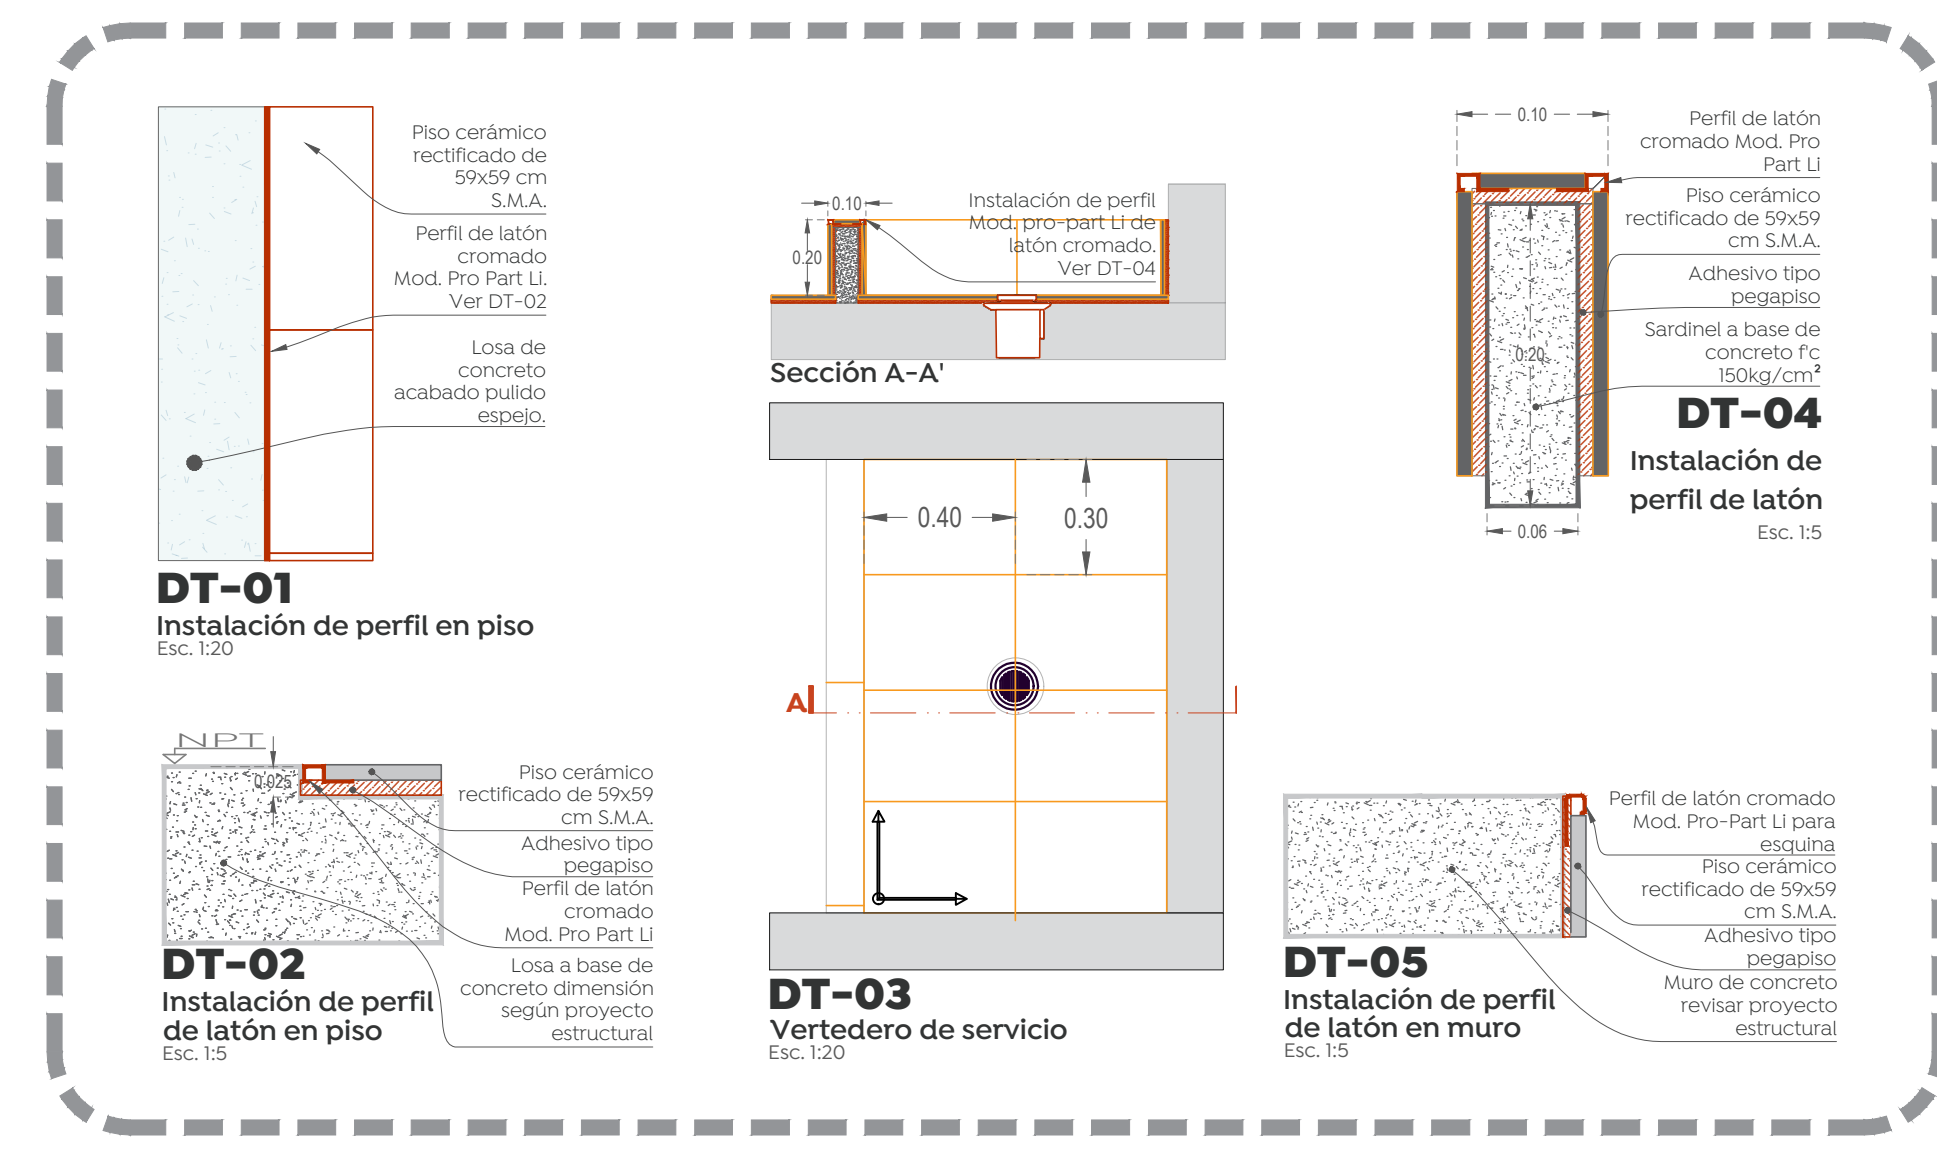 Piso cerámico
rectificado de
59x59 cm
S.M.A.
Perfil de latón
cromado
Mod. Pro Part Li.
Ver DT-02
Losa de
concreto
acabado pulido
espejo.
DT-01
Instalación de perfil en piso
Esc. 1:20
NPT
0.025
Piso cerámico
rectificado de 59x59
cm S.M.A.
Adhesivo tipo
pegapiso
Perfil de latón
cromado
Mod. Pro Part Li
Losa a base de
concreto dimensión
según proyecto
estructural
DT-02
Instalación de perfil
de latón en piso
Esc. 1:5
0.10
0.20
Instalación de perfil
Mod. pro-part Li de
latón cromado.
Ver DT-04
Sección A-A'
0.40
0.30
A
DT-03
Vertedero de servicio
Esc. 1:20
0.10
Perfil de latón
cromado Mod. Pro
Part Li
Piso cerámico
rectificado de 59x59
cm S.M.A.
Adhesivo tipo
pegapiso
Sardinel a base de
concreto f'c
150kg/cm²
0.20
0.06
DT-04
Instalación de
perfil de latón
Esc. 1:5
Perfil de latón cromado
Mod. Pro-Part Li para
esquina
Piso cerámico
rectificado de 59x59
cm S.M.A.
Adhesivo tipo
pegapiso
Muro de concreto
revisar proyecto
estructural
DT-05
Instalación de perfil
de latón en muro
Esc. 1:5